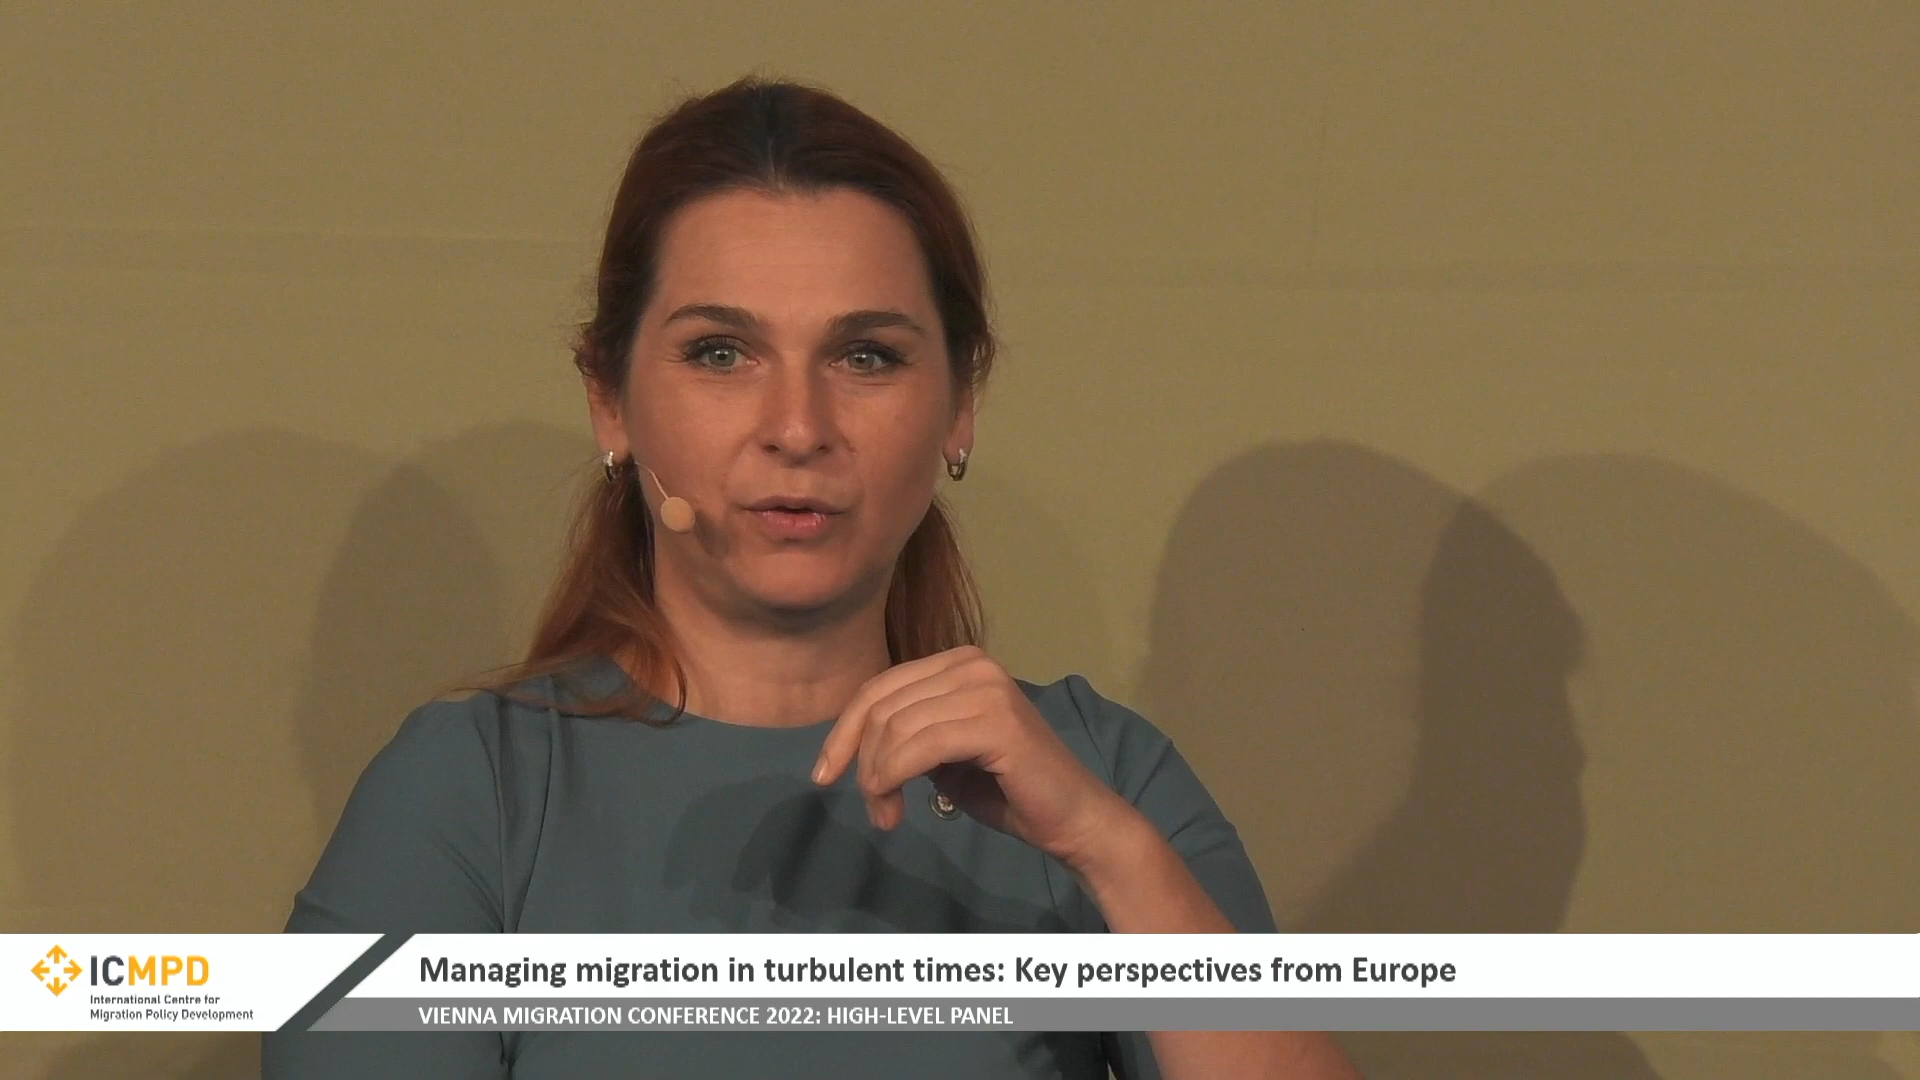 ICMPD
International Centre for
Migration Policy Development
Managing migration in turbulent times: Key perspectives from Europe
VIENNA MIGRATION CONFERENCE 2022: HIGH-LEVEL PANEL